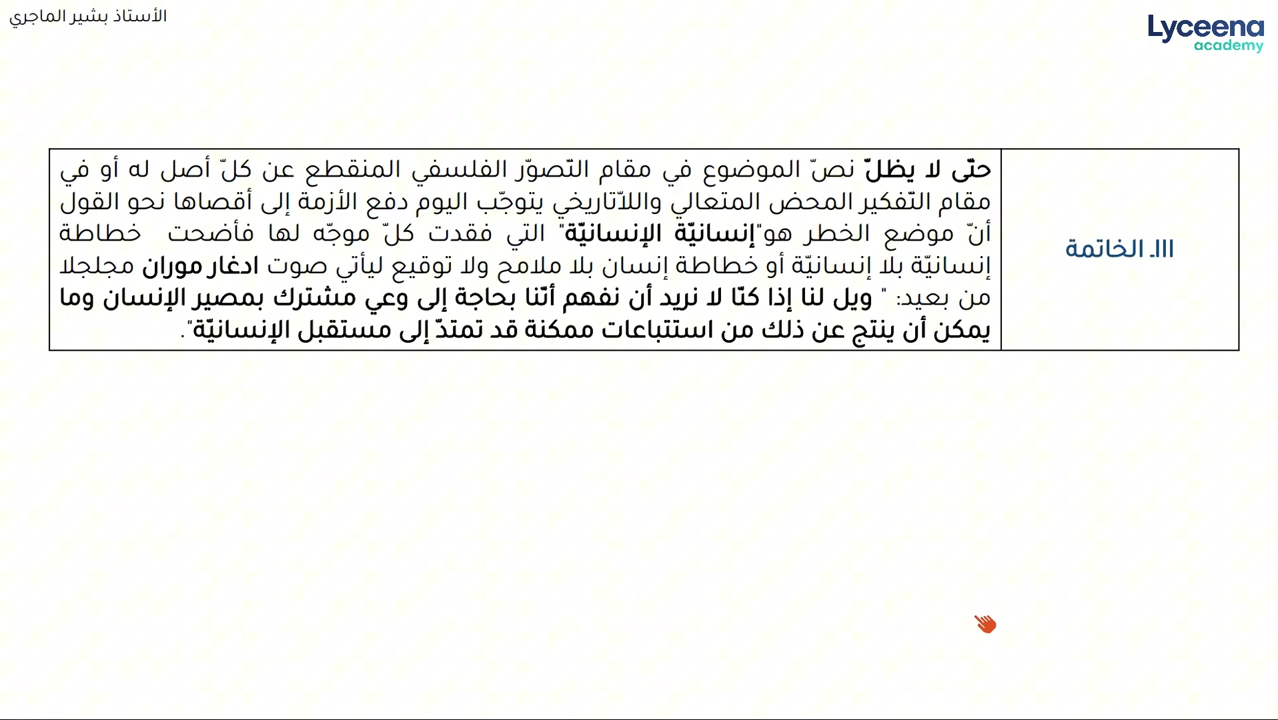 الأستاذ بشير الماجري
Lyceena
academy
III. الخاتمة
حتّى لا يظلّ نصّ الموضوع في مقام التّصوّر الفلسفي المنقطع عن كلّ أصل له أو في
مقام التّفكير المحض المتعالي واللاّتاريخي يتوجّب اليوم دفع الأزمة إلى أقصاها نحو القول
أنّ موضع الخطر هو"إنسانيّة الإنسانيّة" التي فقدت كلّ موجّه لها فأضحت خطاطة
إنسانيّة بلا إنسانيّة أو خطاطة إنسان بلا ملامح ولا توقيع ليأتي صوت ادغار موران مجلجلا
من بعيد: " ويل لنا إذا كنّا لا نريد أن نفهم أنّنا بحاجة إلى وعي مشترك بمصير الإنسان وما
يمكن أن ينتج عن ذلك من استتباعات ممكنة قد تمتدّ إلى مستقبل الإنسانيّة".